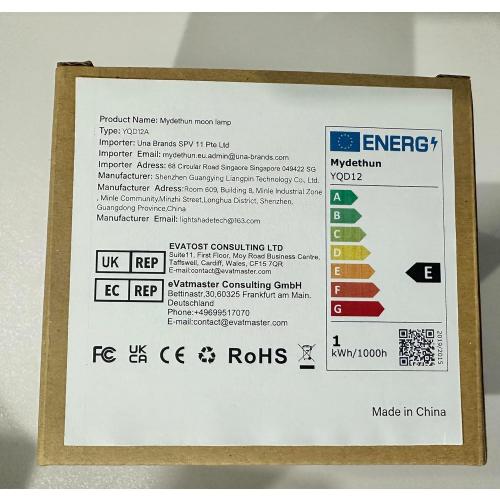 Product Name: Mydethun moon lamp
Type: YQD12A
Importer: Una Brands SPV 11 Pte Ltd
Importer Email: mydethun.eu.admin@una-brands.com
Importer Adress: 68 Circular Road Singaore Singapore 049422 SG
Manufacturer: Shenzhen Guangying Liangpin Technology Co., Ltd.
Manufacturer Adress: Room 609, Building 8, Minle Industrial Zone
, Minle Community,Minzhi Street,Longhua District, Shenzhen,
Guangdong Province,China
Manufacturer Email: lightshadetech@163.com
UK REP
EVATOST CONSULTING LTD
Suite11, First Floor, Moy Road Business Centre,
Taffswell, Cardiff, Wales, CF15 7QR
E-mail:contact@evatmaster.com
EC REP
eVatmaster Consulting GmbH
Bettinastr,30,60325 Frankfurt am Main.
Deutschland
Phone:+49699517070
E-mail:contact@evatmaster.com
FC UK CA CE RoHS
ENERG
Mydethun
YQD12
A
B
C
D
E
F
G
E
1
kWh/1000h
2019/2015
Made in China